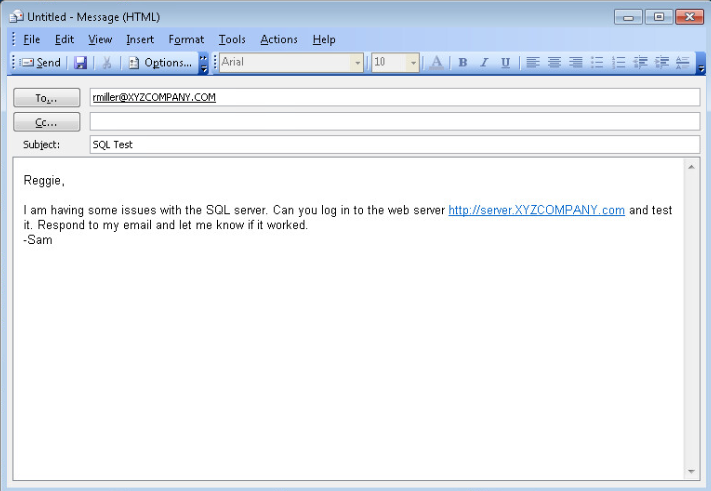 Untitled - Message (HTML)
File Edit View Insert Format Tools Actions Help
Send Options... Arial 10 A B I U
To... rmiller@XYZCOMPANY.COM
Cc...
Subject: SQL Test
Reggie,
I am having some issues with the SQL server. Can you log in to the web server http://server.XYZCOMPANY.com and test
it. Respond to my email and let me know if it worked.
-Sam